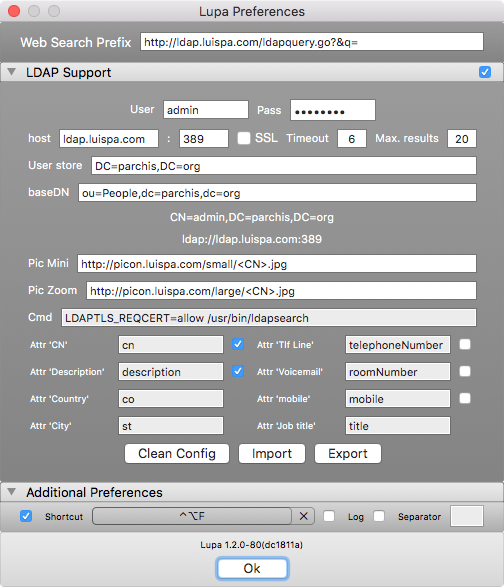 Lupa Preferences
Web Search Prefix http://ldap.luispa.com/ldapquery.go?&q=
LDAP Support
User admin Pass ••••••••
host ldap.luispa.com : 389 SSL Timeout 6 Max. results 20
User store DC=parchis,DC=org
baseDN ou=People,dc=parchis,dc=org
CN=admin,DC=parchis,DC=org
ldap://ldap.luispa.com:389
Pic Mini http://picon.luispa.com/small/<CN>.jpg
Pic Zoom http://picon.luispa.com/large/<CN>.jpg
Cmd LDAPTLS_REQCERT=allow /usr/bin/ldapsearch
Attr 'CN' cn Attr 'Tlf Line' telephoneNumber
Attr 'Description' description Attr 'Voicemail' roomNumber
Attr 'Country' co Attr 'mobile' mobile
Attr 'City' st Attr 'Job title' title
Clean Config Import Export
Additional Preferences
Shortcut ^⌥F × Log Separator
Lupa 1.2.0-80(dc1811a)
Ok